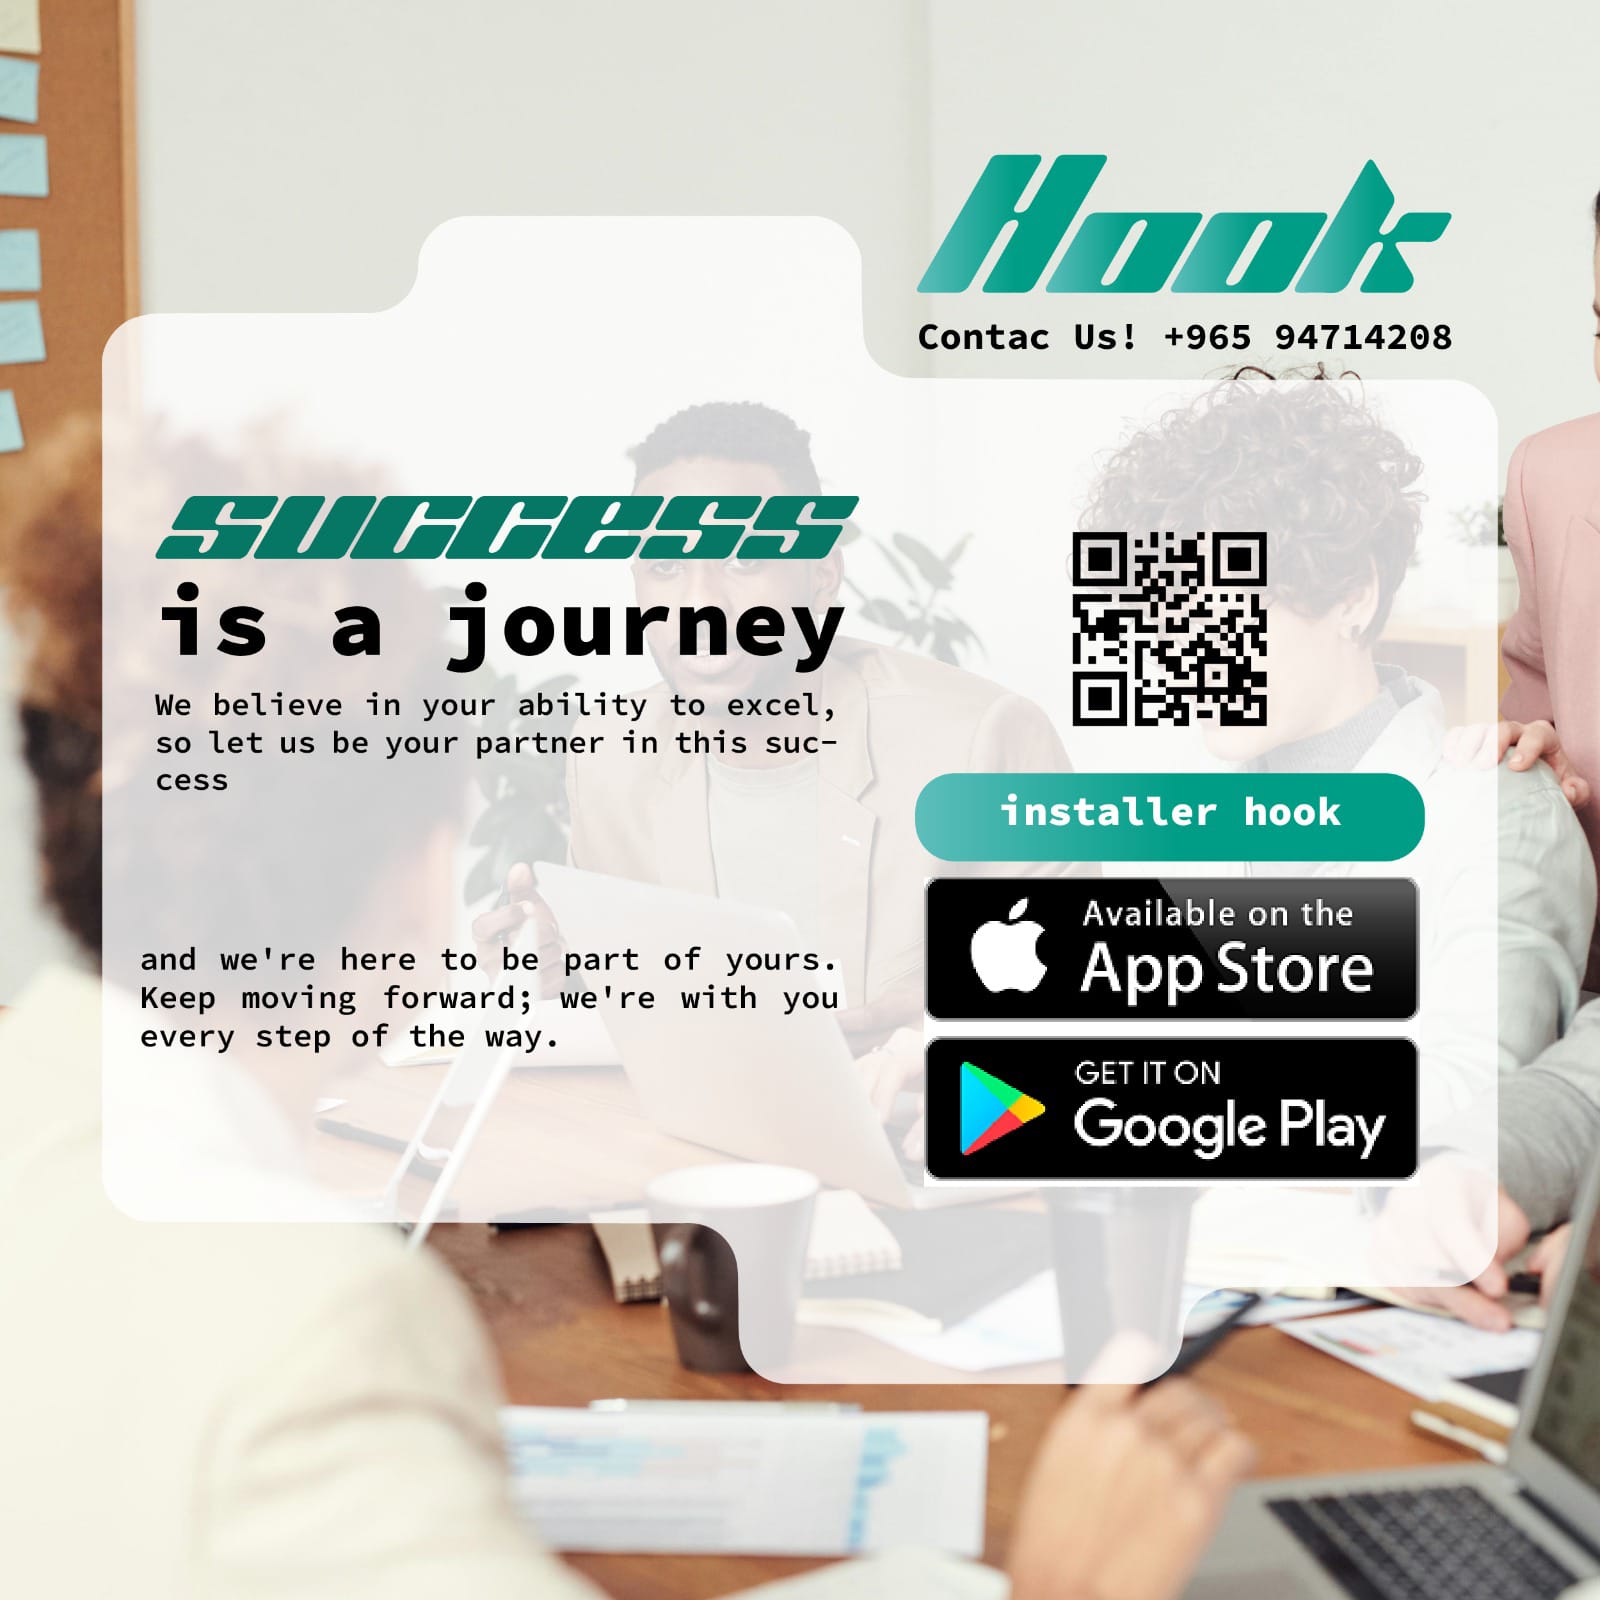 Hook
Contac Us! +965 94714208
success
is a journey
We believe in your ability to excel,
so let us be your partner in this suc-
cess
and we're here to be part of yours.
Keep moving forward; we're with you
every step of the way.
installer hook
Available on the
App Store
GET IT ON
Google Play